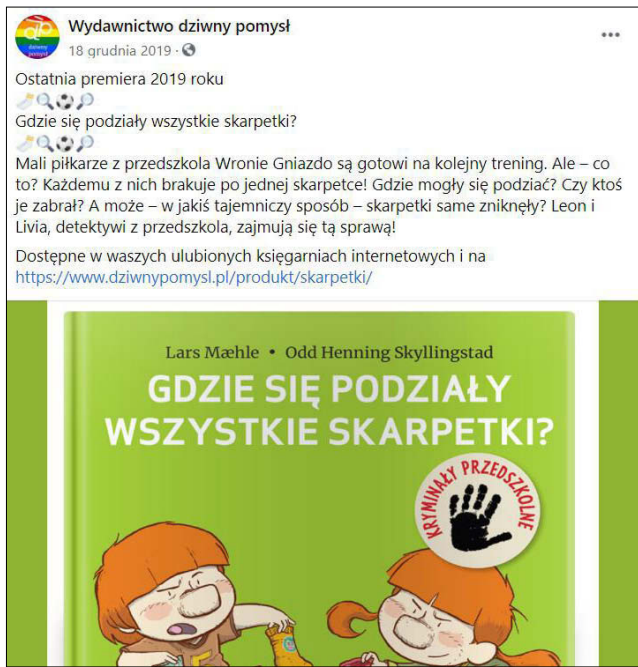 Wydawnictwo dziwny pomysł
18 grudnia 2019 ·
Ostatnia premiera 2019 roku
Gdzie się podziały wszystkie skarpetki?
Mali piłkarze z przedszkola Wronie Gniazdo są gotowi na kolejny trening. Ale – co
to? Każdemu z nich brakuje po jednej skarpetce! Gdzie mogły się podziać? Czy ktoś
je zabrał? A może – w jakiś tajemniczy sposób – skarpetki same zniknęły? Leon i
Livia, detektywi z przedszkola, zajmują się tą sprawą!
Dostępne w waszych ulubionych księgarniach internetowych i na
https://www.dziwnypomysl.pl/produkt/skarpetki/
Lars Mæhle • Odd Henning Skyllingstad
GDZIE SIĘ PODZIAŁY
WSZYSTKIE SKARPETKI?
KRYMINAŁY PRZEDSZKOLNE